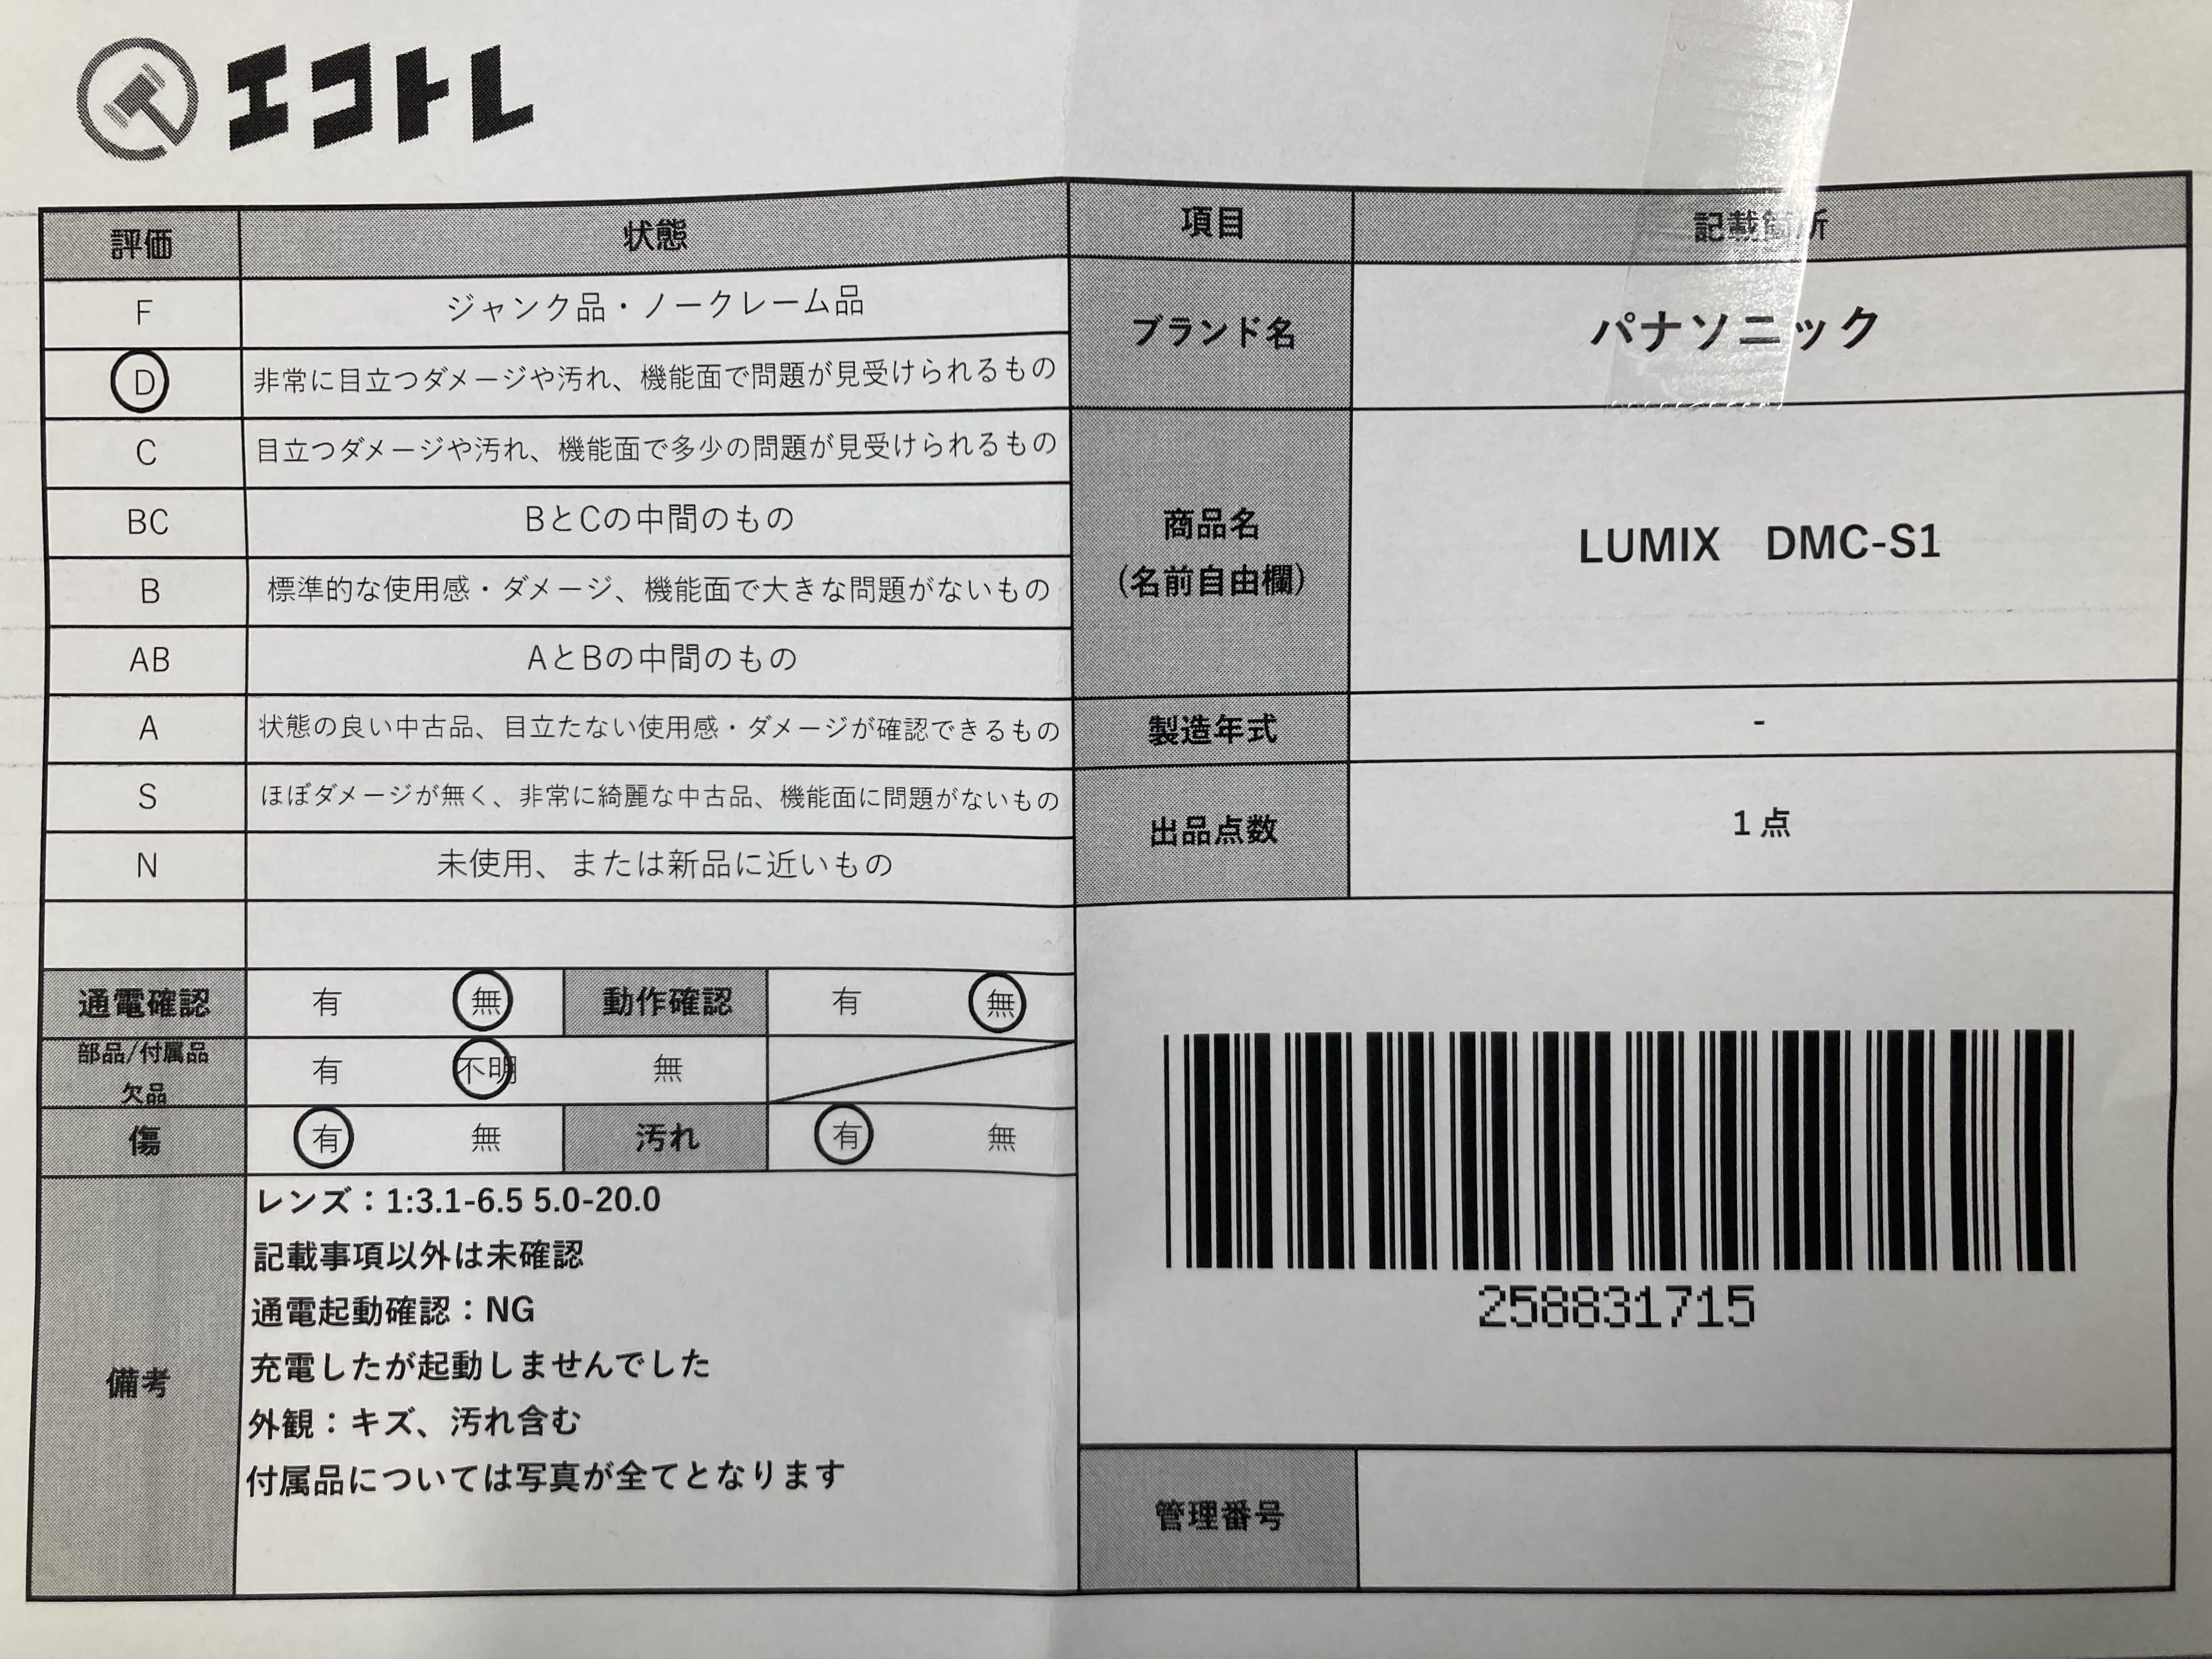 エコトレ
評価 状態
F ジャンク品・ノークレーム品
D 非常に目立つダメージや汚れ、機能面で問題が見受けられるもの
C 目立つダメージや汚れ、機能面で多少の問題が見受けられるもの
BC BとCの中間のもの
B 標準的な使用感・ダメージ、機能面で大きな問題がないもの
AB AとBの中間のもの
A 状態の良い中古品、目立たない使用感・ダメージが確認できるもの
S ほぼダメージが無く、非常に綺麗な中古品、機能面に問題がないもの
N 未使用、または新品に近いもの
通電確認 有 無 動作確認 有 無
部品/付属品
欠品 有 不明 無
傷 有 無 汚れ 有 無
備考
レンズ：1:3.1-6.5 5.0-20.0
記載事項以外は未確認
通電起動確認：NG
充電したが起動しませんでした
外観：キズ、汚れ含む
付属品については写真が全てとなります
項目 記載箇所
ブランド名 パナソニック
商品名
(名前自由欄)
LUMIX DMC-S1
製造年式 -
出品点数 1点
258831715
管理番号